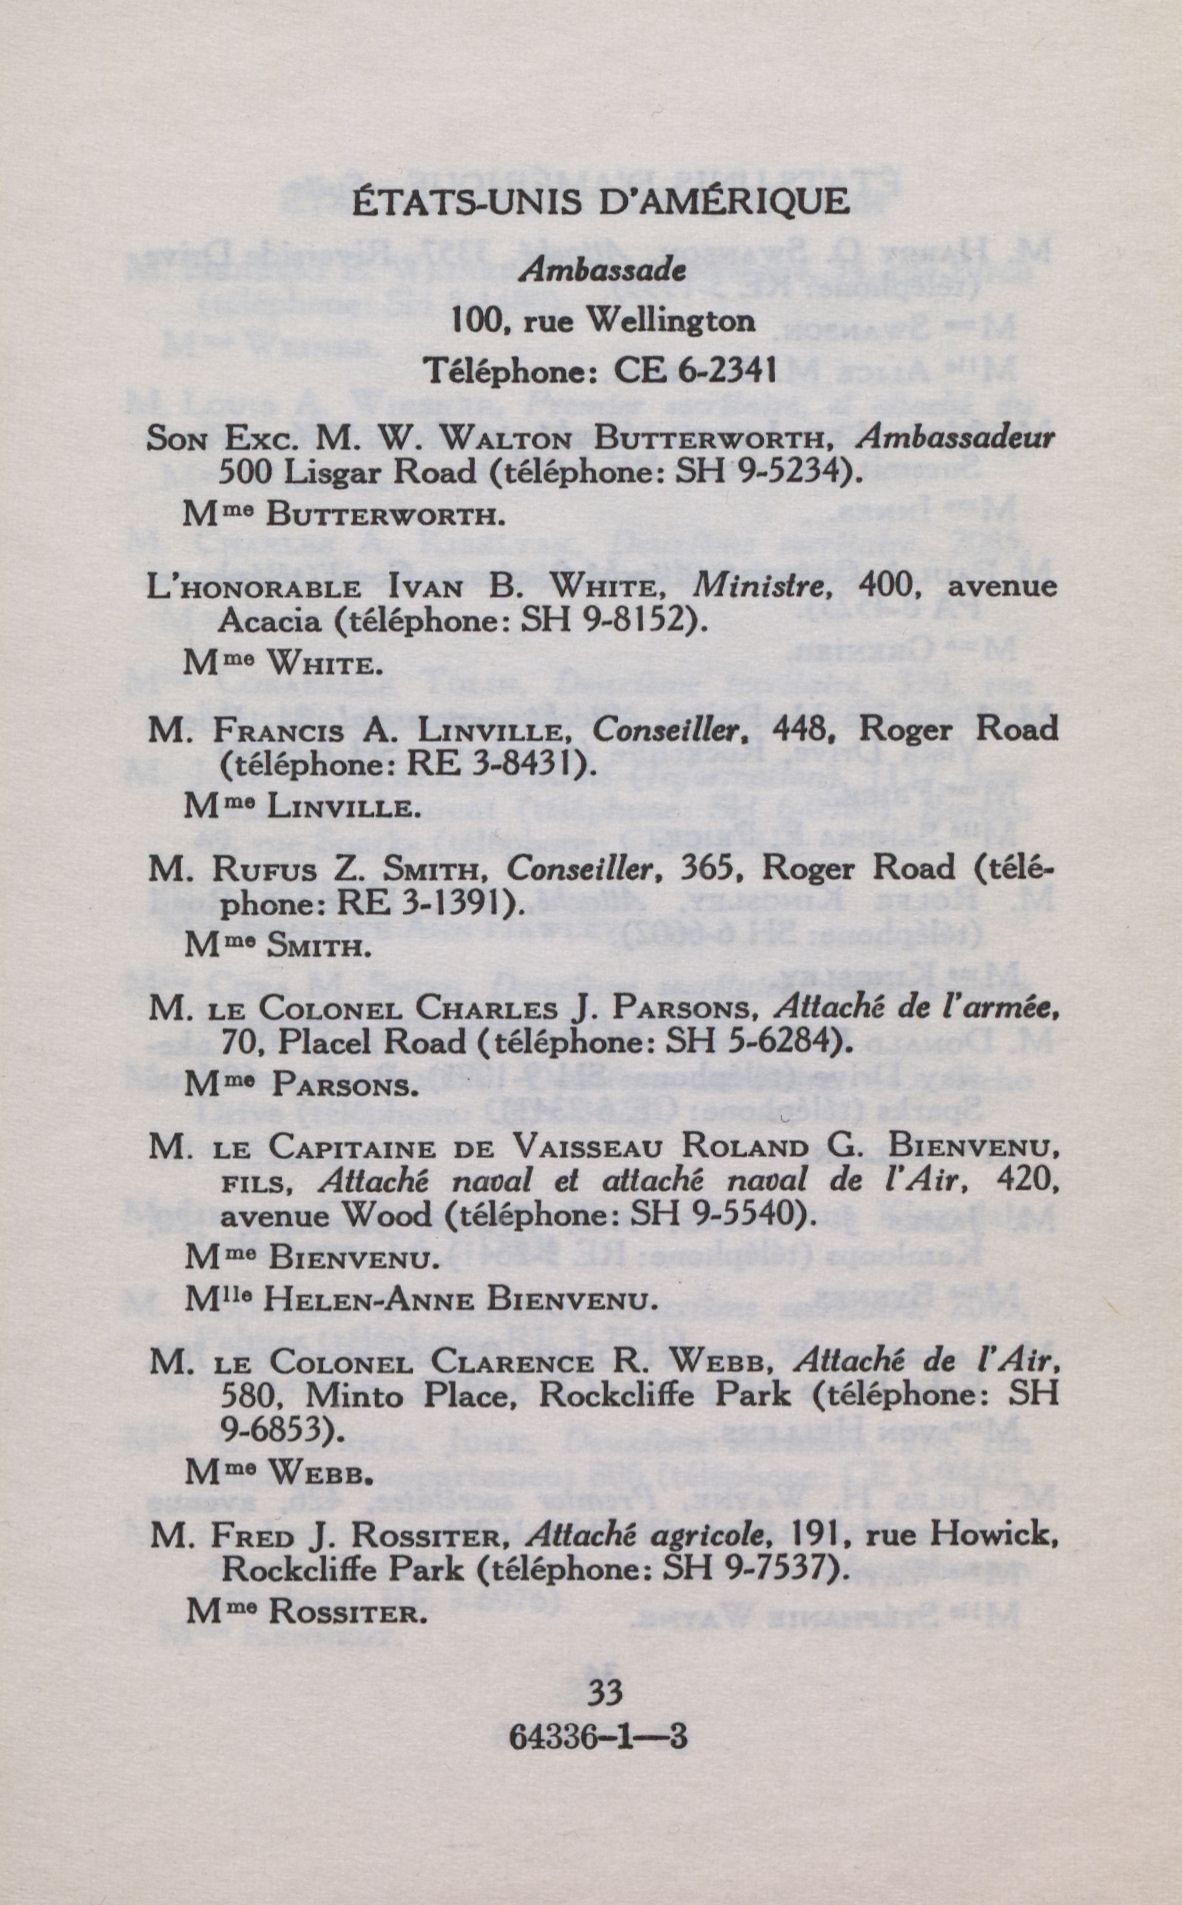 ÉTATS-UNIS D'AMÉRIQUE
Ambassade
100, rue Wellington
Téléphone: CE 6-2341
SON EXC. M. W. WALTON BUTTERWORTH, Ambassadeur
500 Lisgar Road (téléphone: SH 9-5234).
Mme BUTTERWORTH.
L'HONORABLE IVAN B. WHITE, Ministre, 400, avenue
Acacia (téléphone: SH 9-8152).
Mme WHITE.
M. FRANCIS A. LINVILLE, Conseiller, 448, Roger Road
(téléphone: RE 3-8431).
Mme LINVILLE.
M. RUFUS Z. SMITH, Conseiller, 365, Roger Road (télé-
phone: RE 3-1391).
Mme SMITH.
M. LE COLONEL CHARLES J. PARSONS, Attaché de l'armée,
70, Placel Road (téléphone: SH 5-6284).
Mme PARSONS.
M. LE CAPITAINE DE VAISSEAU ROLAND G. BIENVENU,
FILS, Attaché naval et attaché naval de l'Air, 420,
avenue Wood (téléphone: SH 9-5540).
Mme BIENVENU.
Mlle HELEN-ANNE BIENVENU.
M. LE COLONEL CLARENCE R. WEBB, Attaché de l'Air,
580, Minto Place, Rockcliffe Park (téléphone: SH
9-6853).
Mme WEBB.
M. FRED J. ROSSITER, Attaché agricole, 191, rue Howick,
Rockcliffe Park (téléphone: SH 9-7537).
Mme ROSSITER.
33
64336-1—3